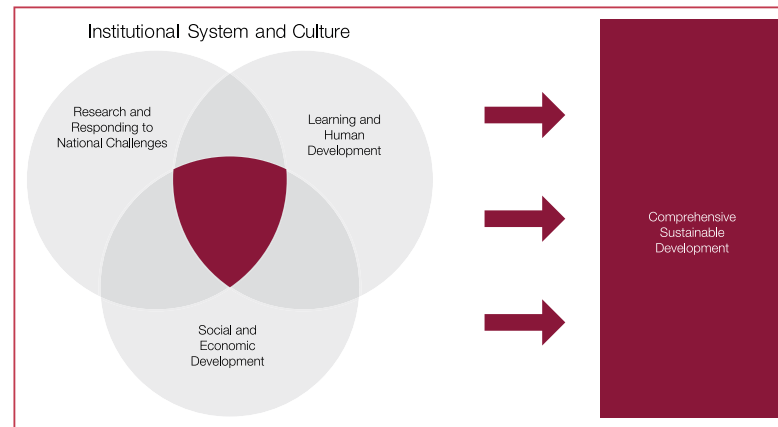 Institutional System and Culture
Research and
Responding to
National Challenges
Learning and
Human
Development
Social and
Economic
Development
Comprehensive
Sustainable
Development